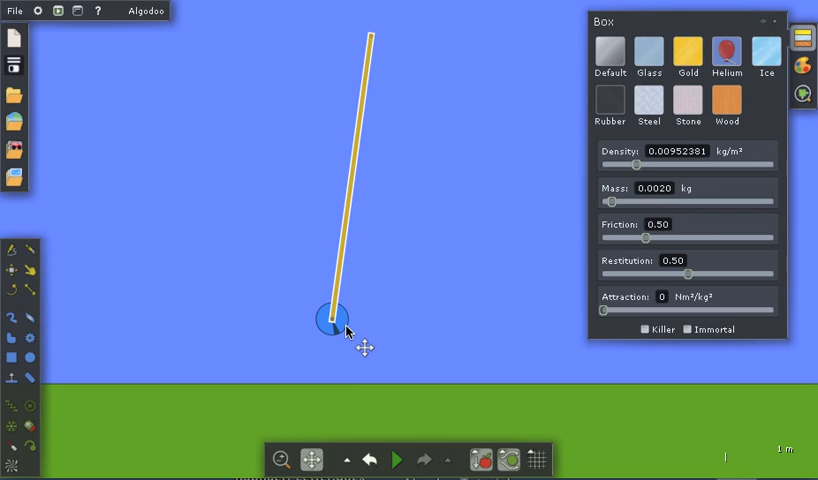 File ? Algodoo
Box
Default Glass Gold Helium Ice
Rubber Steel Stone Wood
Density: 0.00952381 kg/m²
Mass: 0.0020 kg
Friction: 0.50
Restitution: 0.50
Attraction: 0 Nm²/kg²
Killer Immortal
1 m